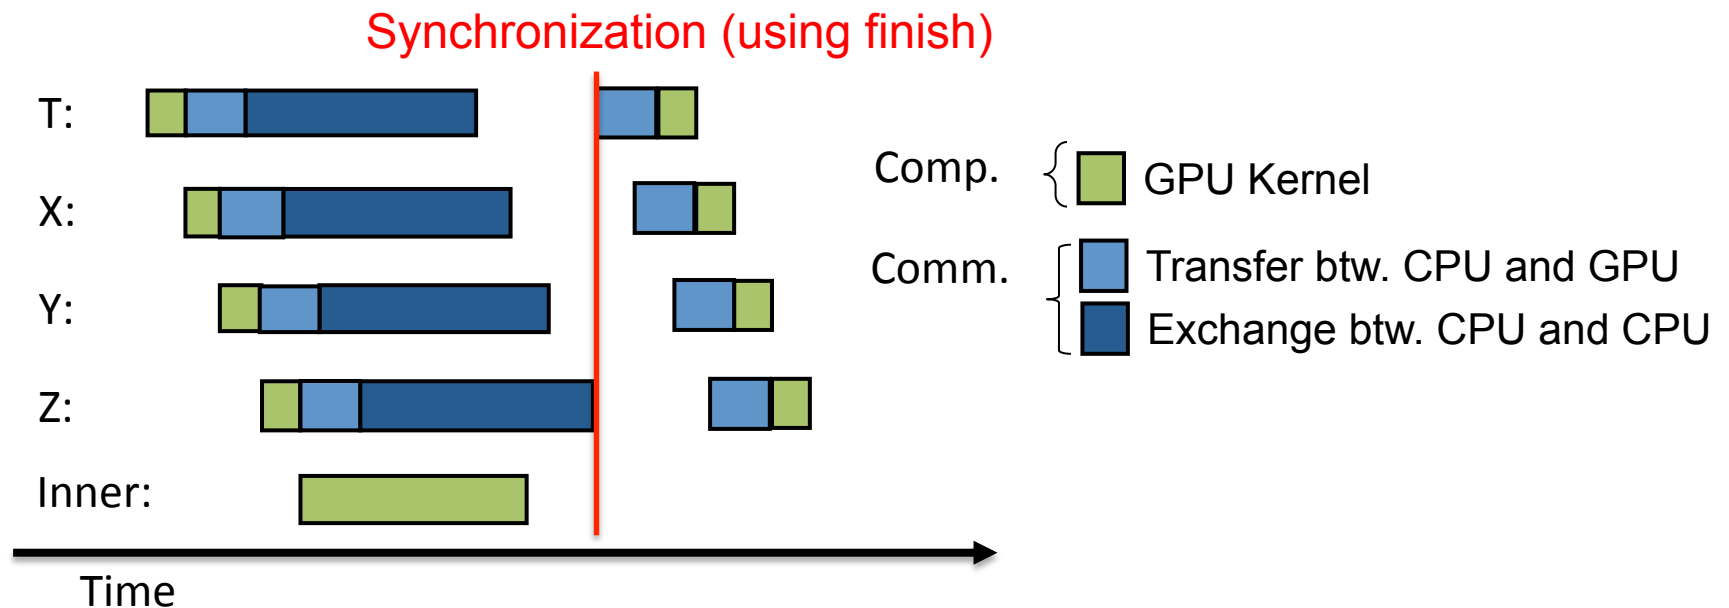 Synchronization (using finish)
T:
X:
Y:
Z:
Inner:
Time
Comp.
GPU Kernel
Comm.
Transfer btw. CPU and GPU
Exchange btw. CPU and CPU